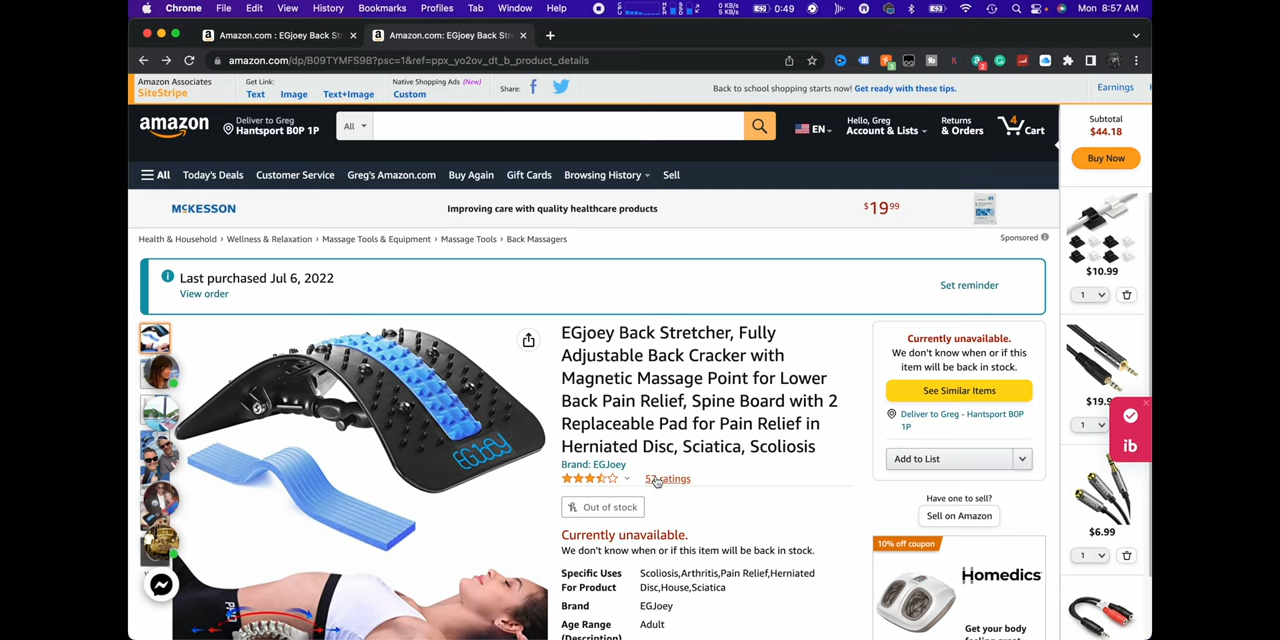 Chrome File Edit View History Bookmarks Profiles Tab Window Help
0 KB/s
5 KB/s
0:49
Mon 8:57 AM
Amazon.com : EGjoey Back St
Amazon.com: EGjoey Back Stre
amazon.com/dp/B09TYMFS9B?psc=1&ref=ppx_yo2ov_dt_b_product_details
Amazon Associates
SiteStripe
Get Link:
Text Image Text+Image
Native Shopping Ads (New)
Custom
Share:
Back to school shopping starts now! Get ready with these tips.
Earnings
amazon
Deliver to Greg
Hantsport B0P 1P
All
EN
Hello, Greg
Account & Lists
Returns
& Orders
4
Cart
Subtotal
$44.18
Buy Now
All Today's Deals Customer Service Greg's Amazon.com Buy Again Gift Cards Browsing History Sell
McKESSON
Improving care with quality healthcare products
$19.99
Sponsored
Health & Household › Wellness & Relaxation › Massage Tools & Equipment › Massage Tools › Back Massagers
Last purchased Jul 6, 2022
View order
Set reminder
EGjoey Back Stretcher, Fully
Adjustable Back Cracker with
Magnetic Massage Point for Lower
Back Pain Relief, Spine Board with 2
Replaceable Pad for Pain Relief in
Herniated Disc, Sciatica, Scoliosis
Brand: EGJoey
52 ratings
Out of stock
Currently unavailable.
We don't know when or if this item will be back in stock.
Specific Uses
For Product
Scoliosis,Arthritis,Pain Relief,Herniated
Disc,House,Sciatica
Brand
EGJoey
Age Range
(Description)
Adult
EGJOEY
PAIN
Currently unavailable.
We don't know when or if this
item will be back in stock.
See Similar Items
Deliver to Greg - Hantsport B0P
1P
Add to List
Have one to sell?
Sell on Amazon
10% off coupon
Homedics
Get your body
$10.99
1
1
ib
$6.99
1